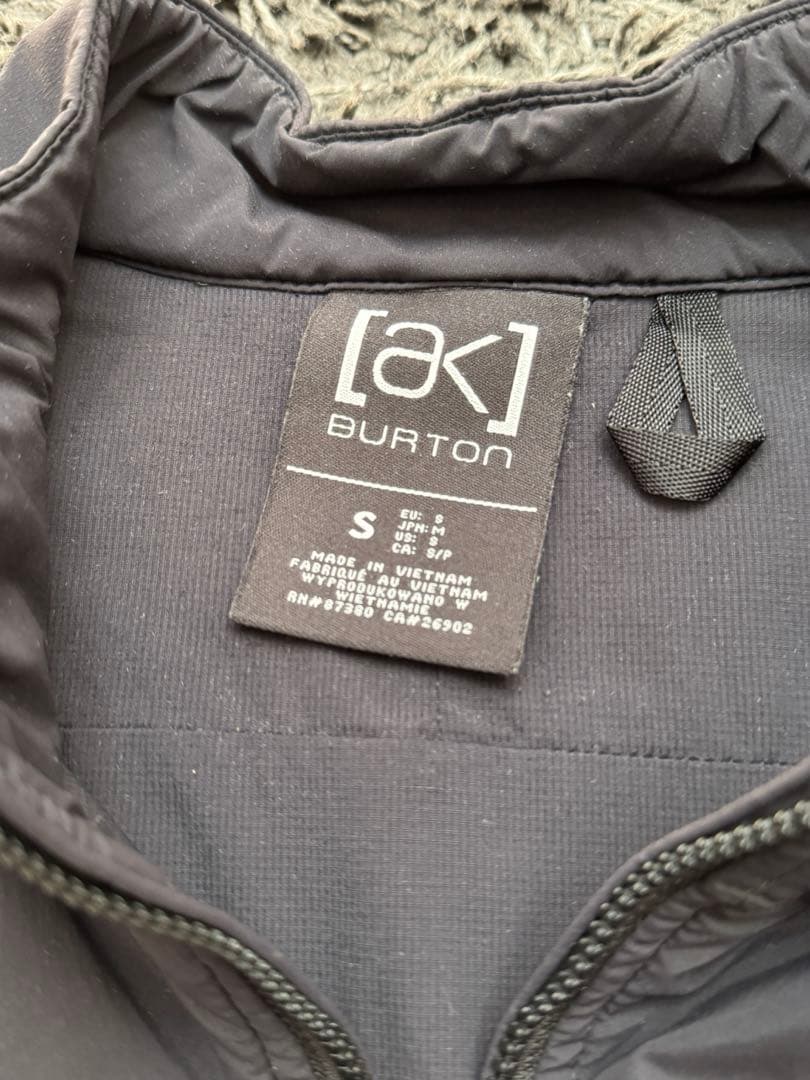 [ak]
BURTON
S
EU: S
JPN: M
US: S
CA: S/P
MADE IN VIETNAM
FABRIQUÉ AU VIETNAM
WYPRODUKOWANO W
WIETNAMIE
RN#87380 CA#26902